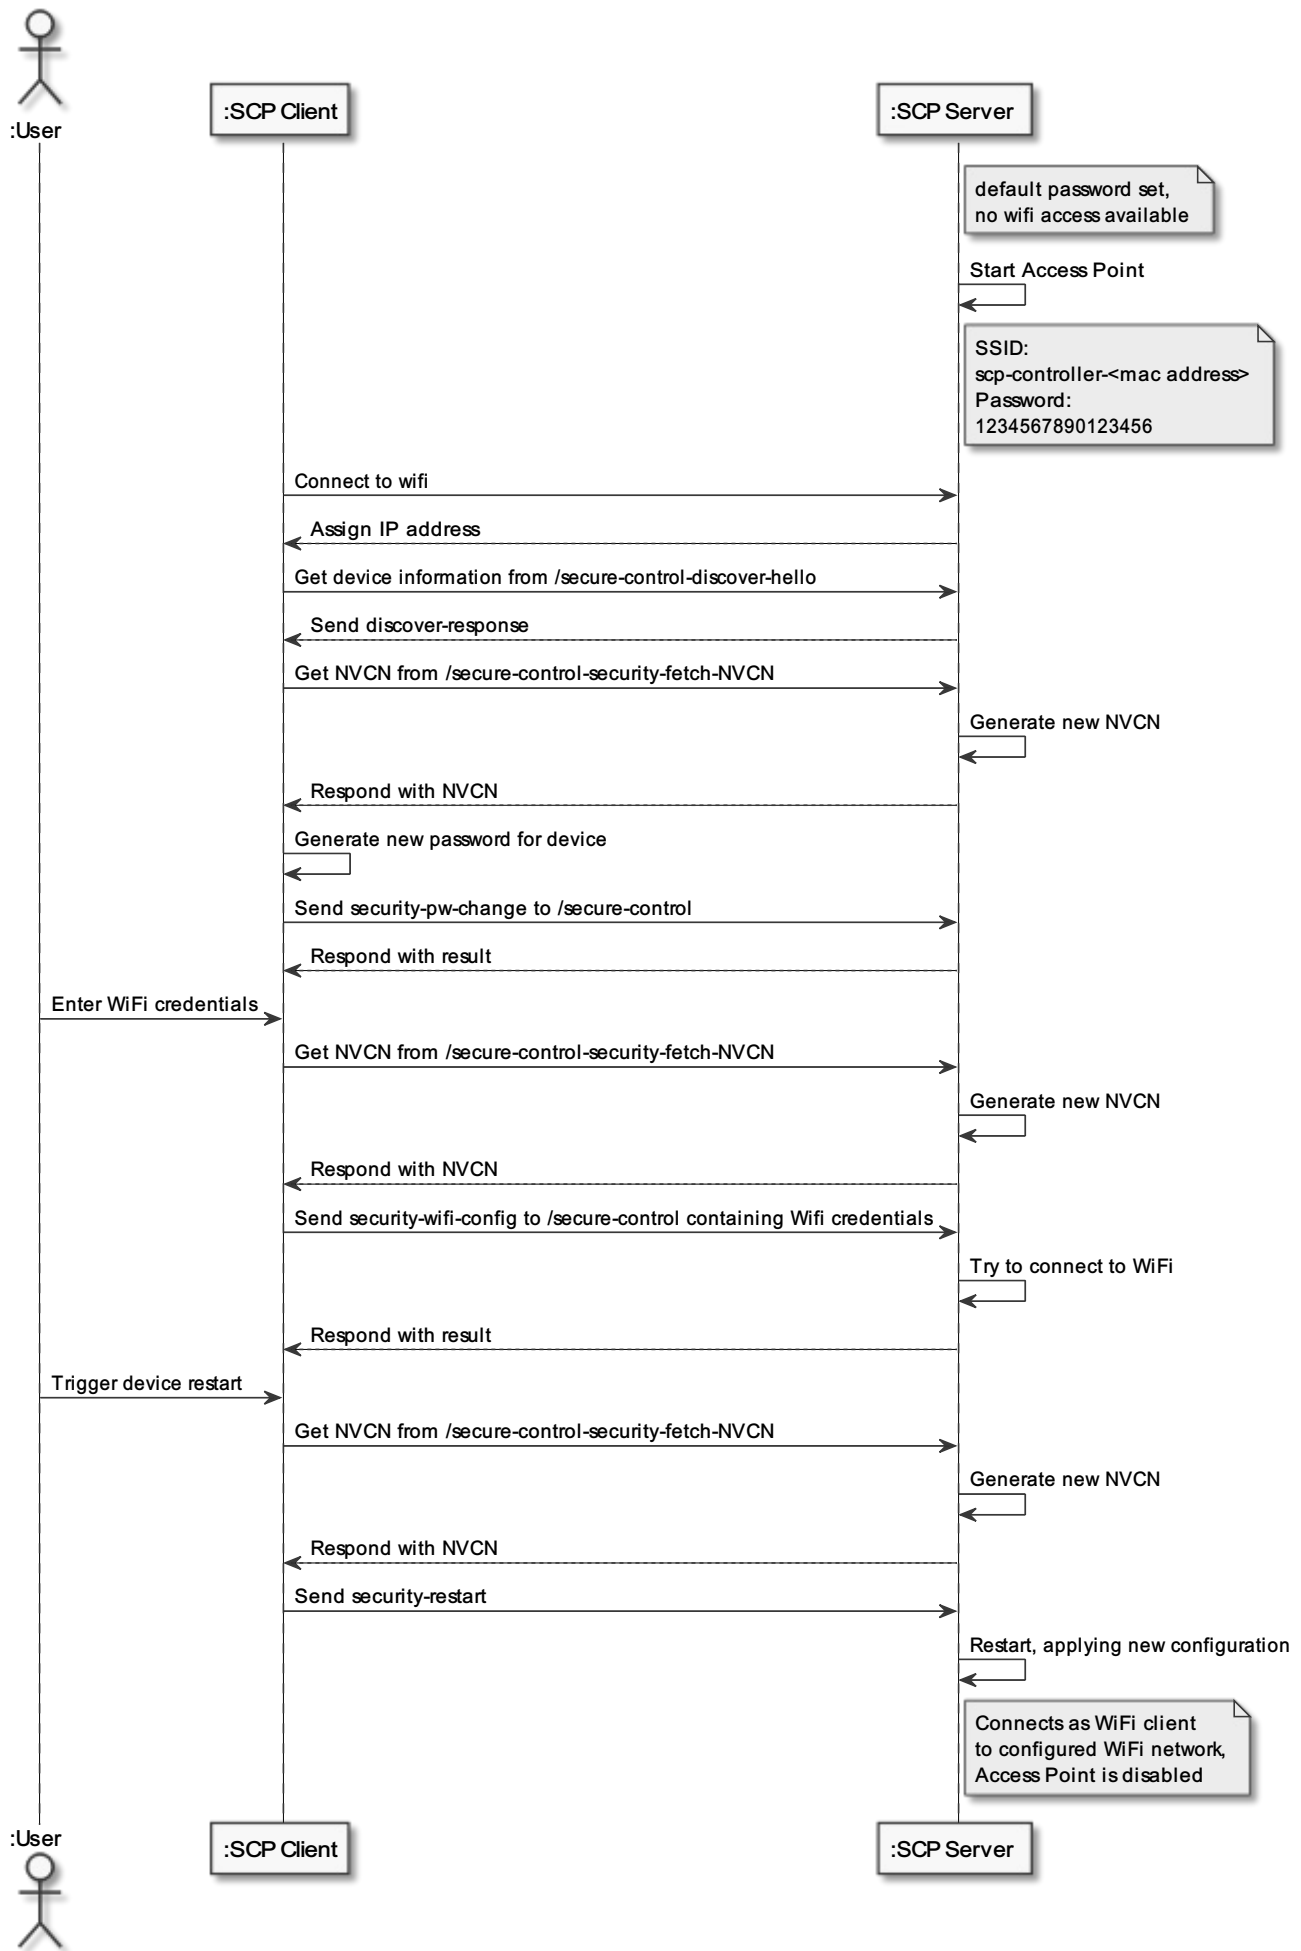 :User
:SCP Client
:SCP Server
default password set,
no wifi access available
Start Access Point
SSID:
scp-controller-<mac address>
Password:
1234567890123456
Connect to wifi
Assign IP address
Get device information from /secure-control-discover-hello
Send discover-response
Get NVCN from /secure-control-security-fetch-NVCN
Generate new NVCN
Respond with NVCN
Generate new password for device
Send security-pw-change to /secure-control
Respond with result
Enter WiFi credentials
Get NVCN from /secure-control-security-fetch-NVCN
Generate new NVCN
Respond with NVCN
Send security-wifi-config to /secure-control containing Wifi credentials
Try to connect to WiFi
Respond with result
Trigger device restart
Get NVCN from /secure-control-security-fetch-NVCN
Generate new NVCN
Respond with NVCN
Send security-restart
Restart, applying new configuration
Connects as WiFi client
to configured WiFi network,
Access Point is disabled
:User
:SCP Client
:SCP Server